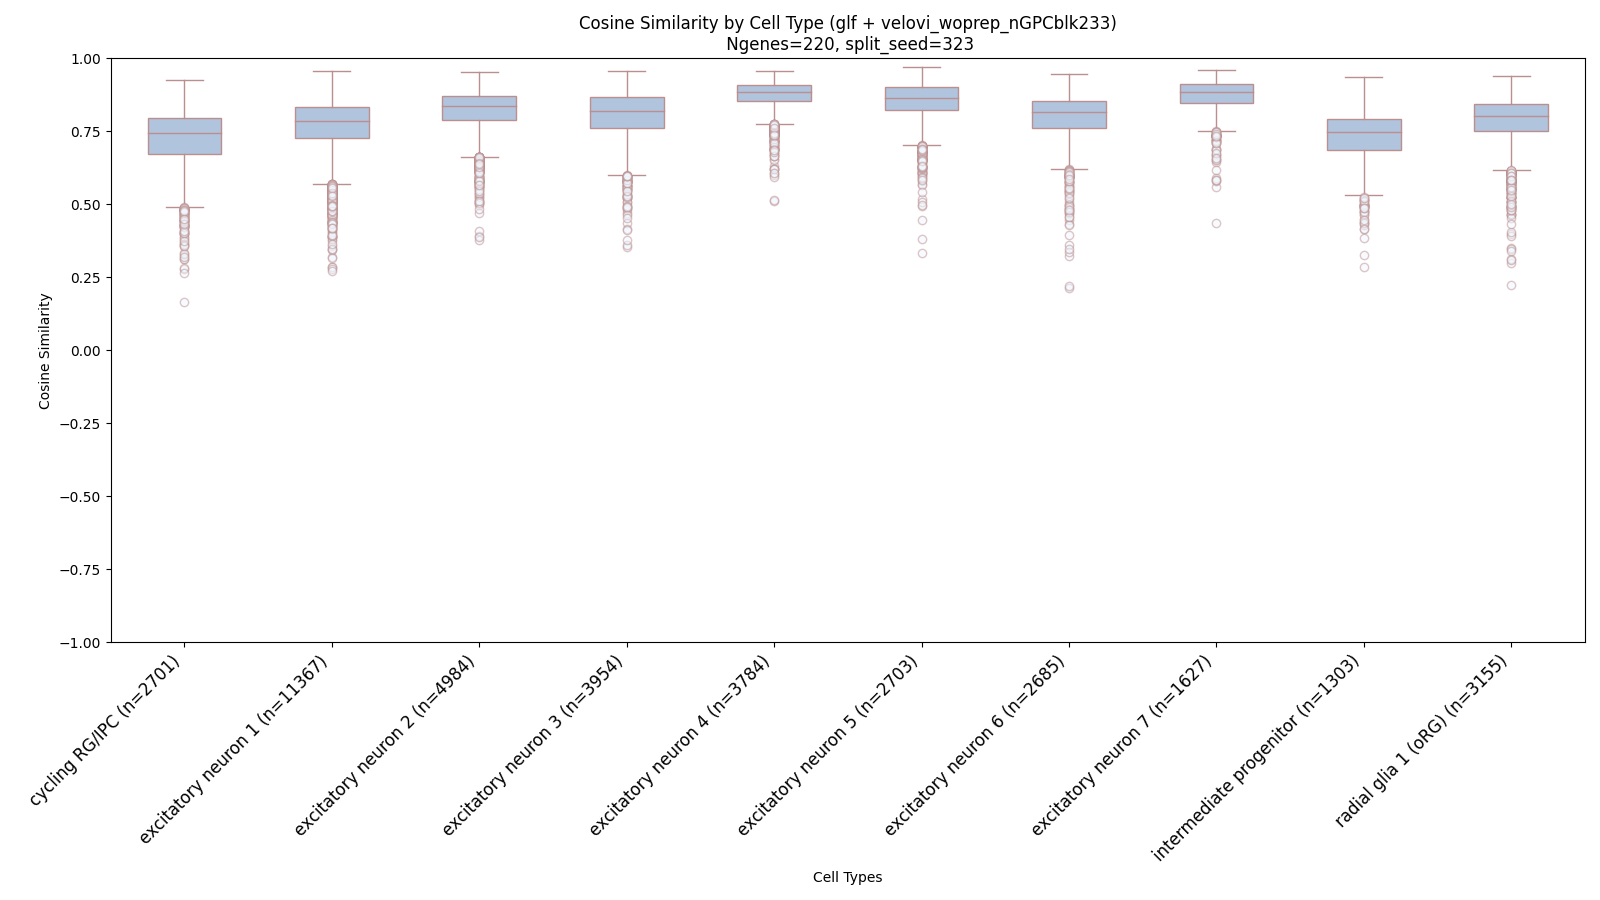 Cosine Similarity by Cell Type (glf + velovi_woprep_nGPCblk233)
Ngenes=220, split_seed=323
Cosine Similarity
1.00
0.75
0.50
0.25
0.00
−0.25
−0.50
−0.75
−1.00
cycling RG/IPC (n=2701)
excitatory neuron 1 (n=11367)
excitatory neuron 2 (n=4984)
excitatory neuron 3 (n=3954)
excitatory neuron 4 (n=3784)
excitatory neuron 5 (n=2703)
excitatory neuron 6 (n=2685)
excitatory neuron 7 (n=1627)
intermediate progenitor (n=1303)
radial glia 1 (oRG) (n=3155)
Cell Types